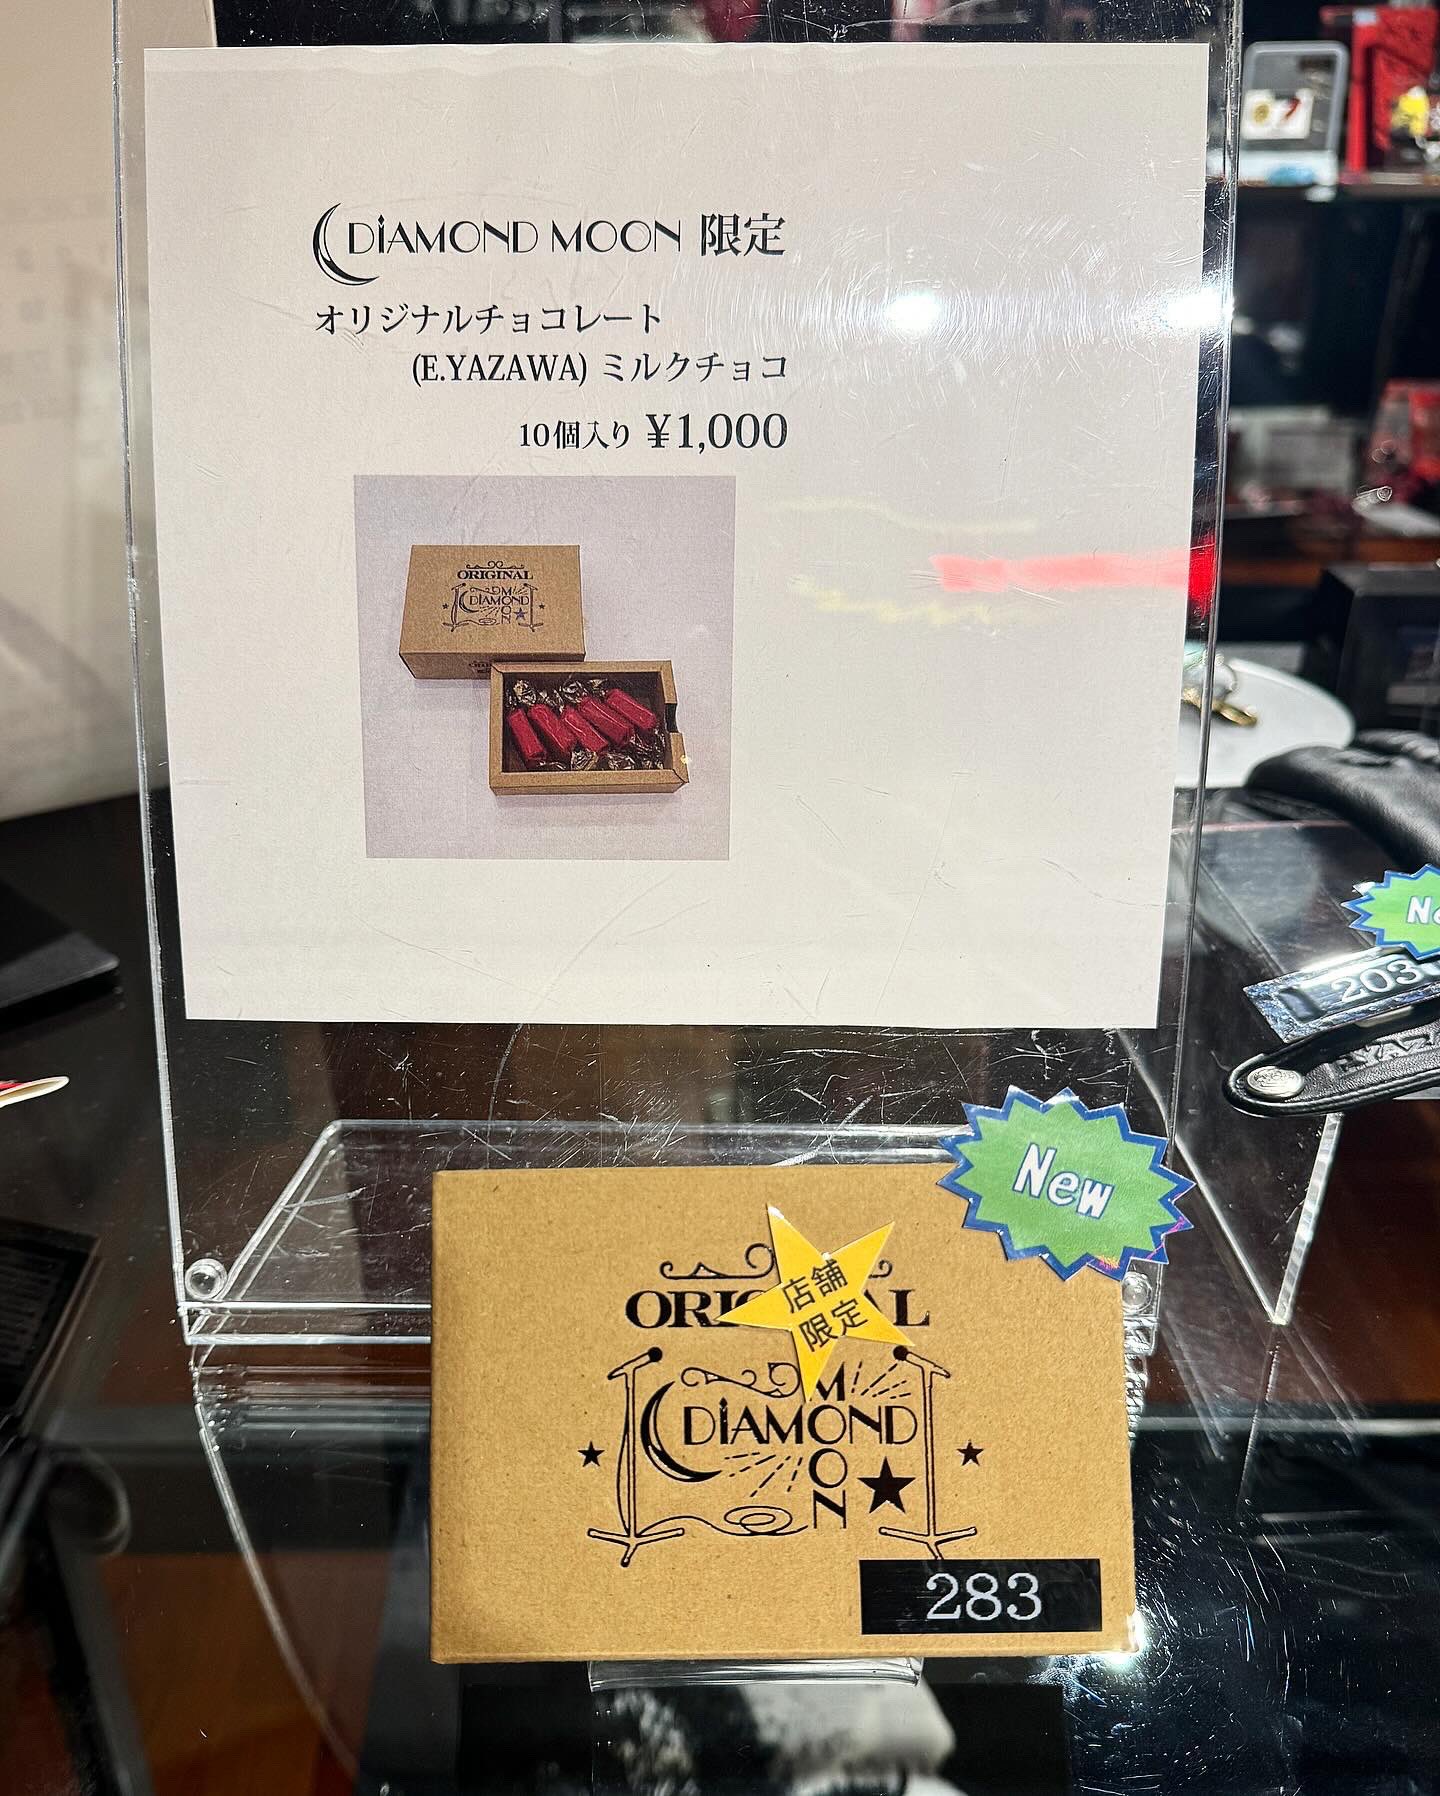 DiAMOND MOON 限定
オリジナルチョコレート
(E.YAZAWA) ミルクチョコ
10個入り ¥1,000
ORIGINAL
DIAMOND
MOON
New
店舗
限定
DiAMOND
MOON
283
203